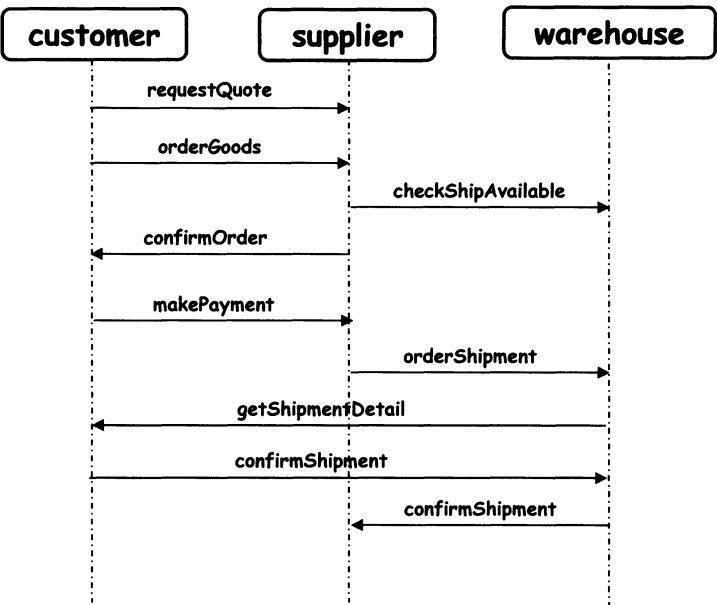 customer
supplier
warehouse
requestQuote
orderGoods
checkShipAvailable
confirmOrder
makePayment
orderShipment
getShipmentDetail
confirmShipment
confirmShipment